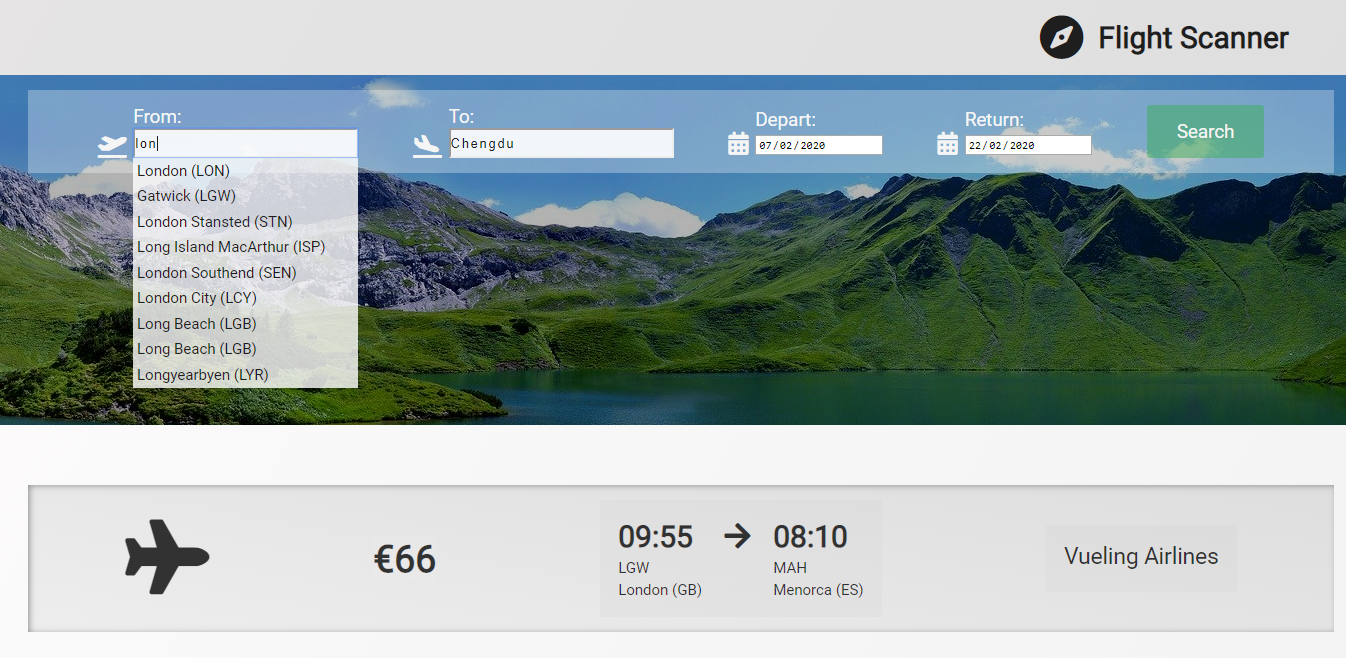 Flight Scanner
From:
To:
Depart:
Return:
lon
Chengdu
07/02/2020
22/02/2020
Search
London (LON)
Gatwick (LGW)
London Stansted (STN)
Long Island MacArthur (ISP)
London Southend (SEN)
London City (LCY)
Long Beach (LGB)
Long Beach (LGB)
Longyearbyen (LYR)
€66
09:55
08:10
LGW
MAH
London (GB)
Menorca (ES)
Vueling Airlines